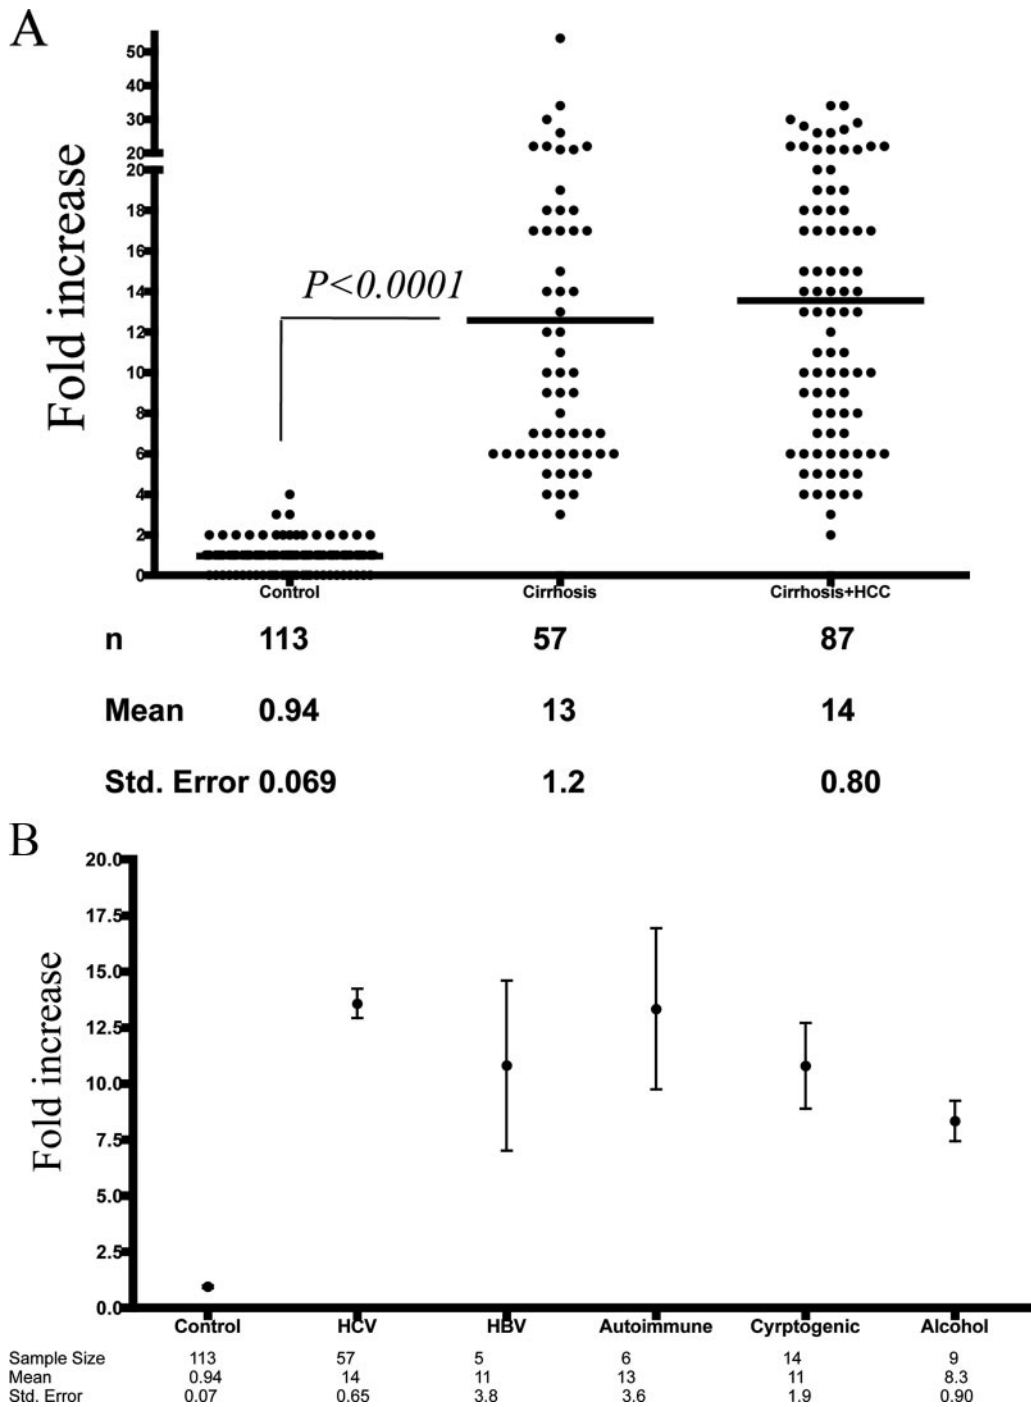 A
50
40
30
20
20
18
16
14
12
10
8
6
4
2
0
Fold increase
P<0.0001
Control Cirrhosis Cirrhosis+HCC
n 113 57 87
Mean 0.94 13 14
Std. Error 0.069 1.2 0.80
B
20.0
17.5
15.0
12.5
10.0
7.5
5.0
2.5
0.0
Fold increase
Control HCV HBV Autoimmune Cyrptogenic Alcohol
Sample Size 113 57 5 6 14 9
Mean 0.94 14 11 13 11 8.3
Std. Error 0.07 0.65 3.8 3.6 1.9 0.90